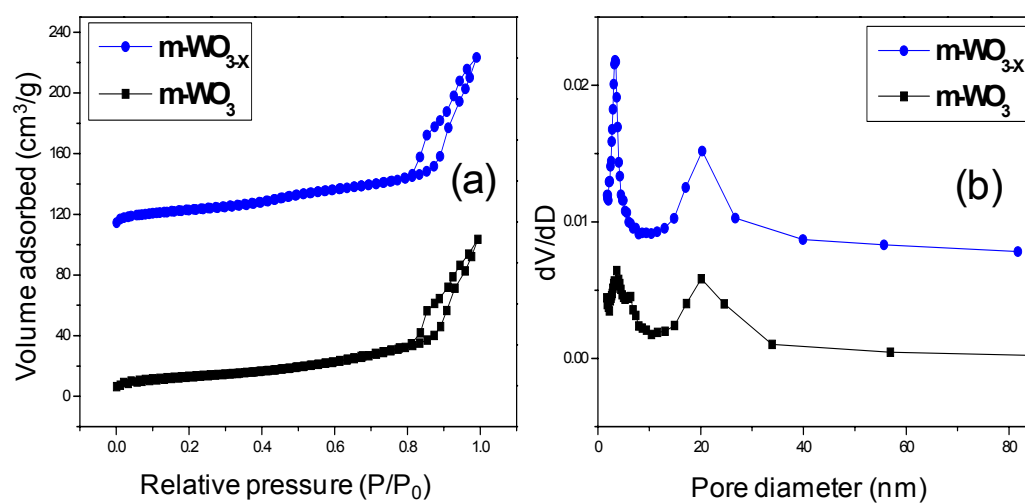 m-WO3-X
m-WO3
(a)
Volume adsorbed (cm³/g)
240
200
160
120
80
40
0
0.0 0.2 0.4 0.6 0.8 1.0
Relative pressure (P/P0)
m-WO3-X
m-WO3
(b)
dV/dD
0.02
0.01
0.00
0 20 40 60 80
Pore diameter (nm)